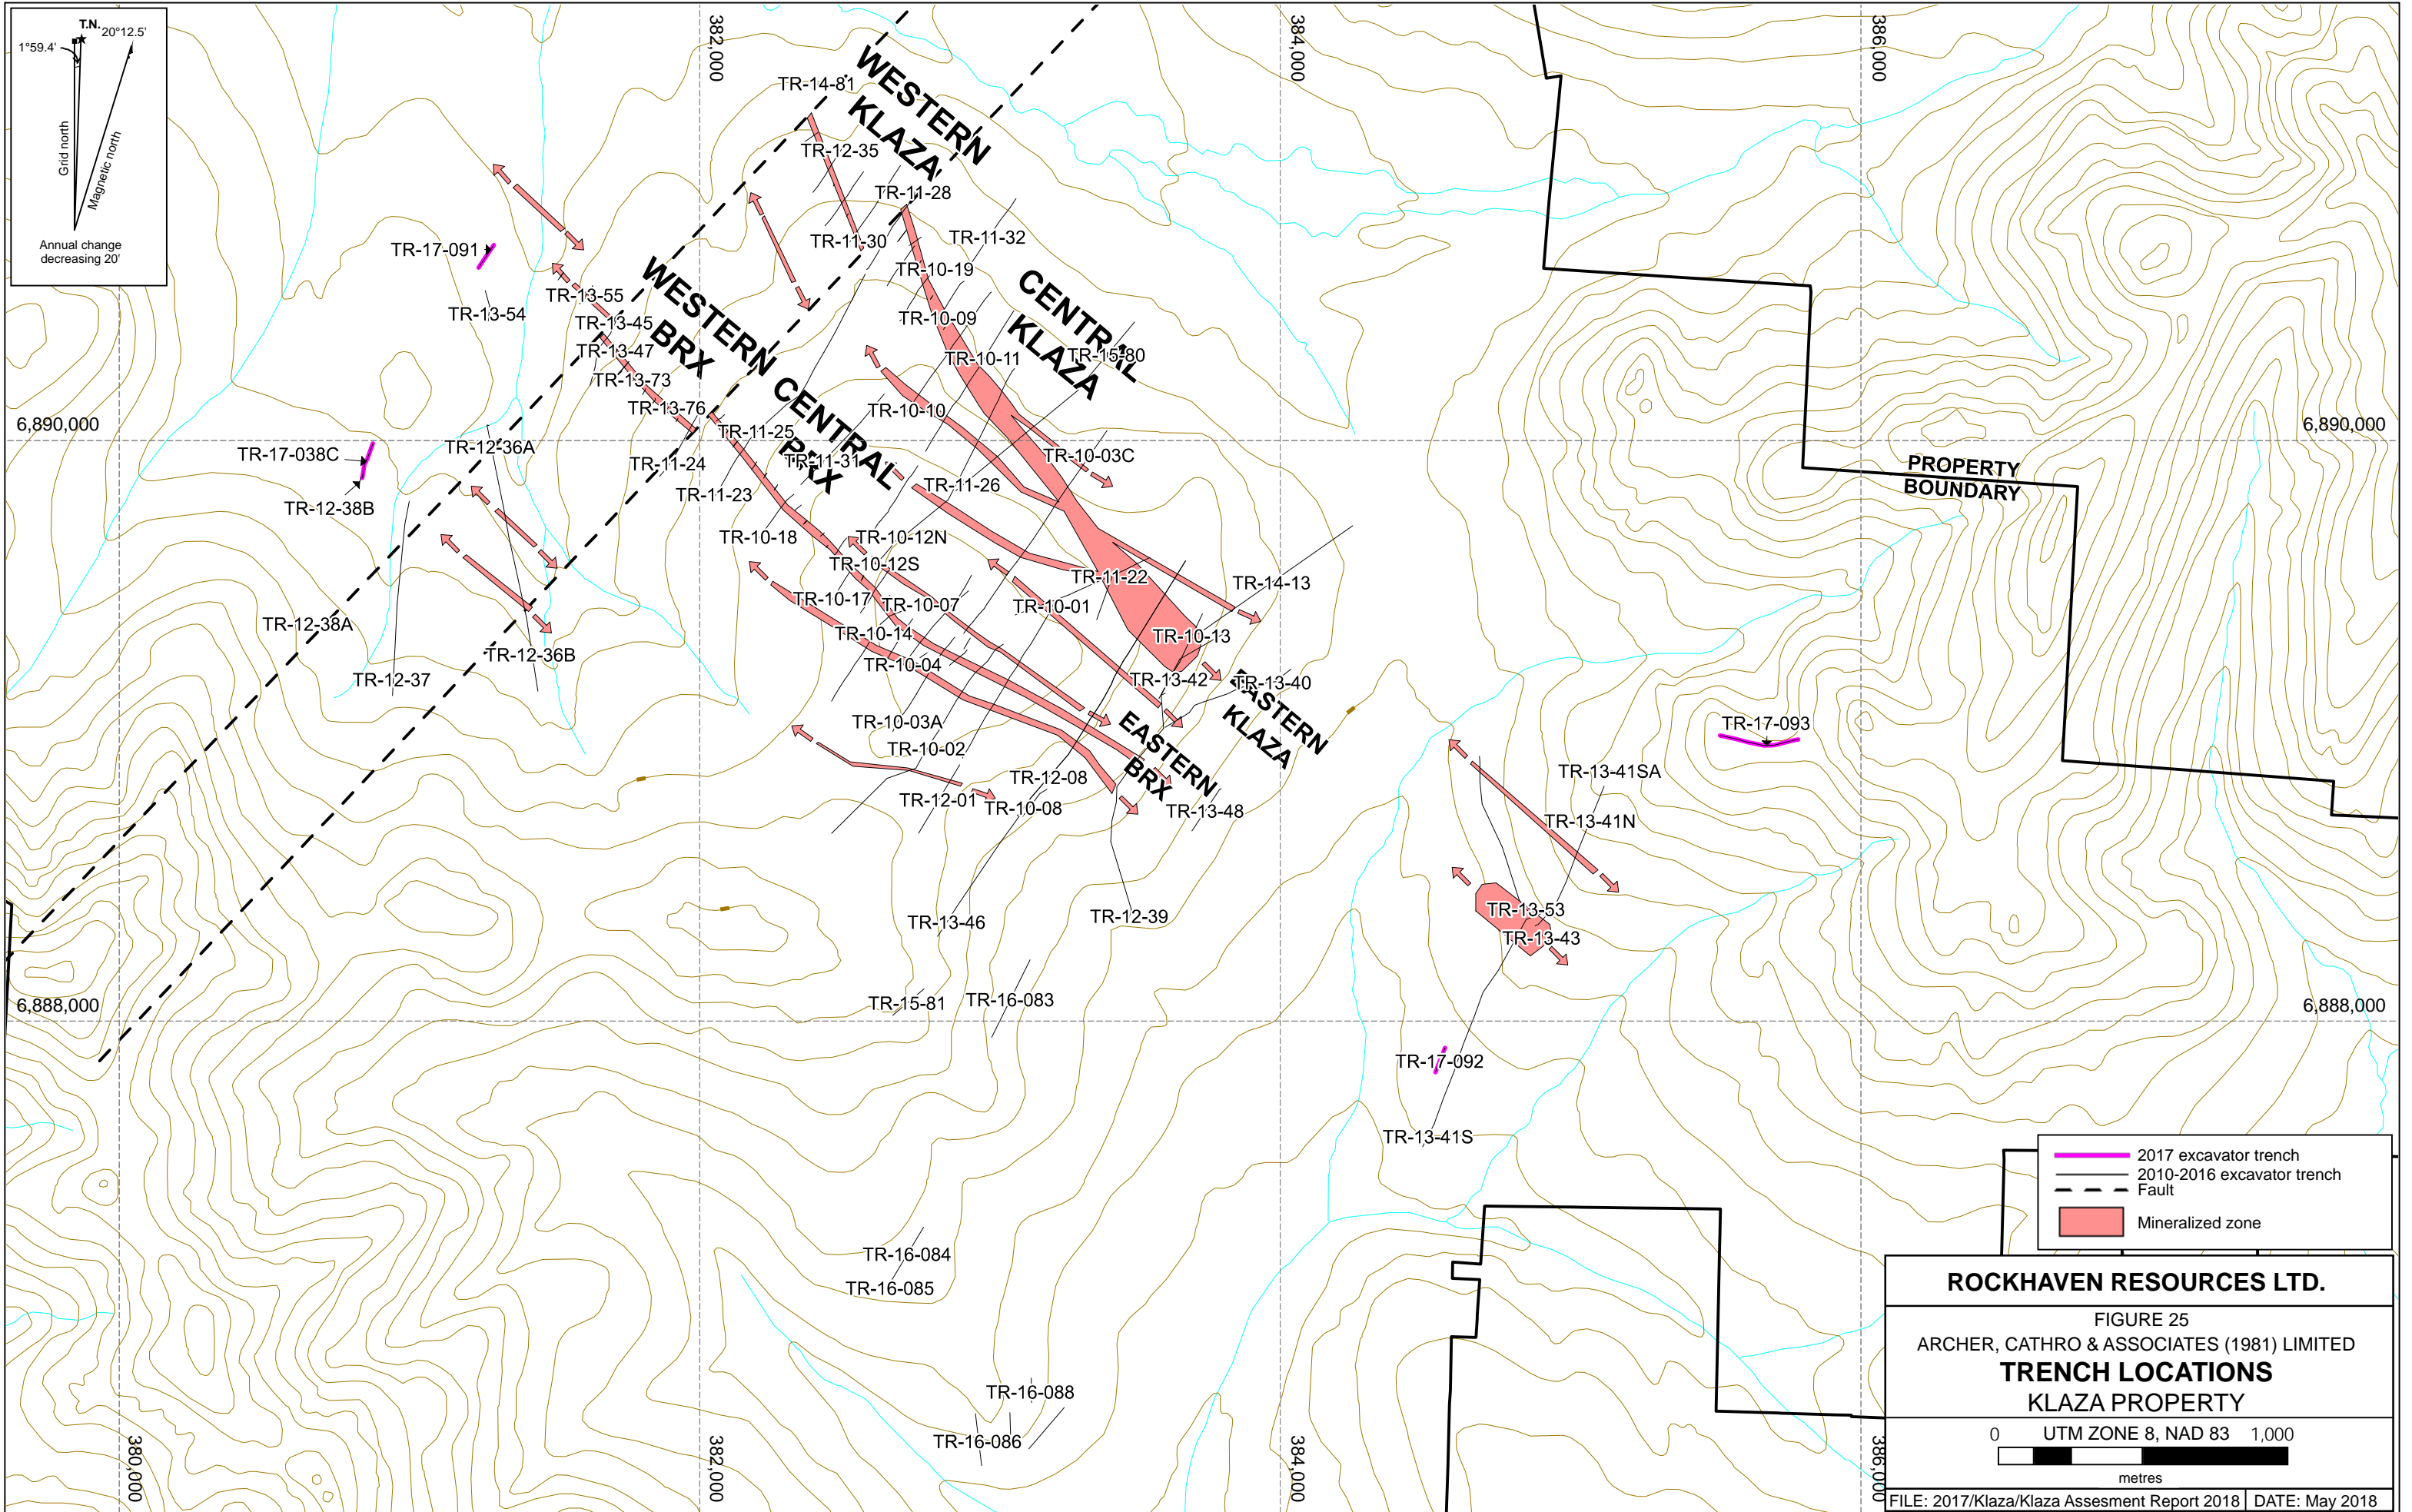 T.N.
20°12.5'
1°59.4'
Grid north
Magnetic north
Annual change
decreasing 20'
382,000
384,000
386,000
WESTERN
KLAZA
TR-14-81
TR-12-35
TR-11-28
TR-11-30
TR-11-32
TR-17-091
TR-10-19
TR-13-55
TR-13-54
TR-13-45
TR-10-09
CENTRAL
KLAZA
WESTERN
BRX
TR-13-47
TR-10-11
TR-15-80
TR-13-73
TR-13-76
TR-10-10
CENTRAL
BRX
6,890,000
6,890,000
TR-11-25
TR-12-36A
TR-17-038C
TR-11-24
TR-11-31
TR-10-03C
PROPERTY
BOUNDARY
TR-11-23
TR-11-26
TR-12-38B
TR-10-18
TR-10-12N
TR-10-12S
TR-11-22
TR-14-13
TR-10-17
TR-10-07
TR-10-01
TR-12-38A
TR-10-14
TR-10-13
TR-12-36B
TR-10-04
TR-12-37
TR-13-42
TR-13-40
EASTERN
KLAZA
TR-10-03A
TR-17-093
EASTERN
BRX
TR-10-02
TR-12-08
TR-13-41SA
TR-12-01
TR-10-08
TR-13-48
TR-13-41N
TR-13-46
TR-12-39
TR-13-53
TR-13-43
6,888,000
6,888,000
TR-15-81
TR-16-083
TR-17-092
TR-13-41S
TR-16-084
TR-16-085
TR-16-088
TR-16-086
380,000
382,000
384,000
386,000
2017 excavator trench
2010-2016 excavator trench
Fault
Mineralized zone
ROCKHAVEN RESOURCES LTD.
FIGURE 25
ARCHER, CATHRO & ASSOCIATES (1981) LIMITED
TRENCH LOCATIONS
KLAZA PROPERTY
0 UTM ZONE 8, NAD 83 1,000
metres
FILE: 2017/Klaza/Klaza Assesment Report 2018 DATE: May 2018